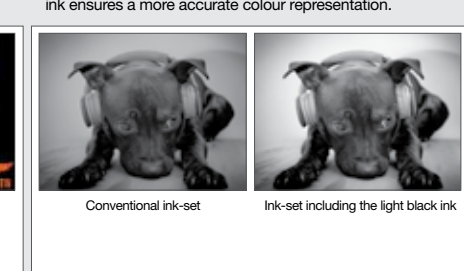 ink ensures a more accurate colour representation.
Conventional ink-set
Ink-set including the light black ink